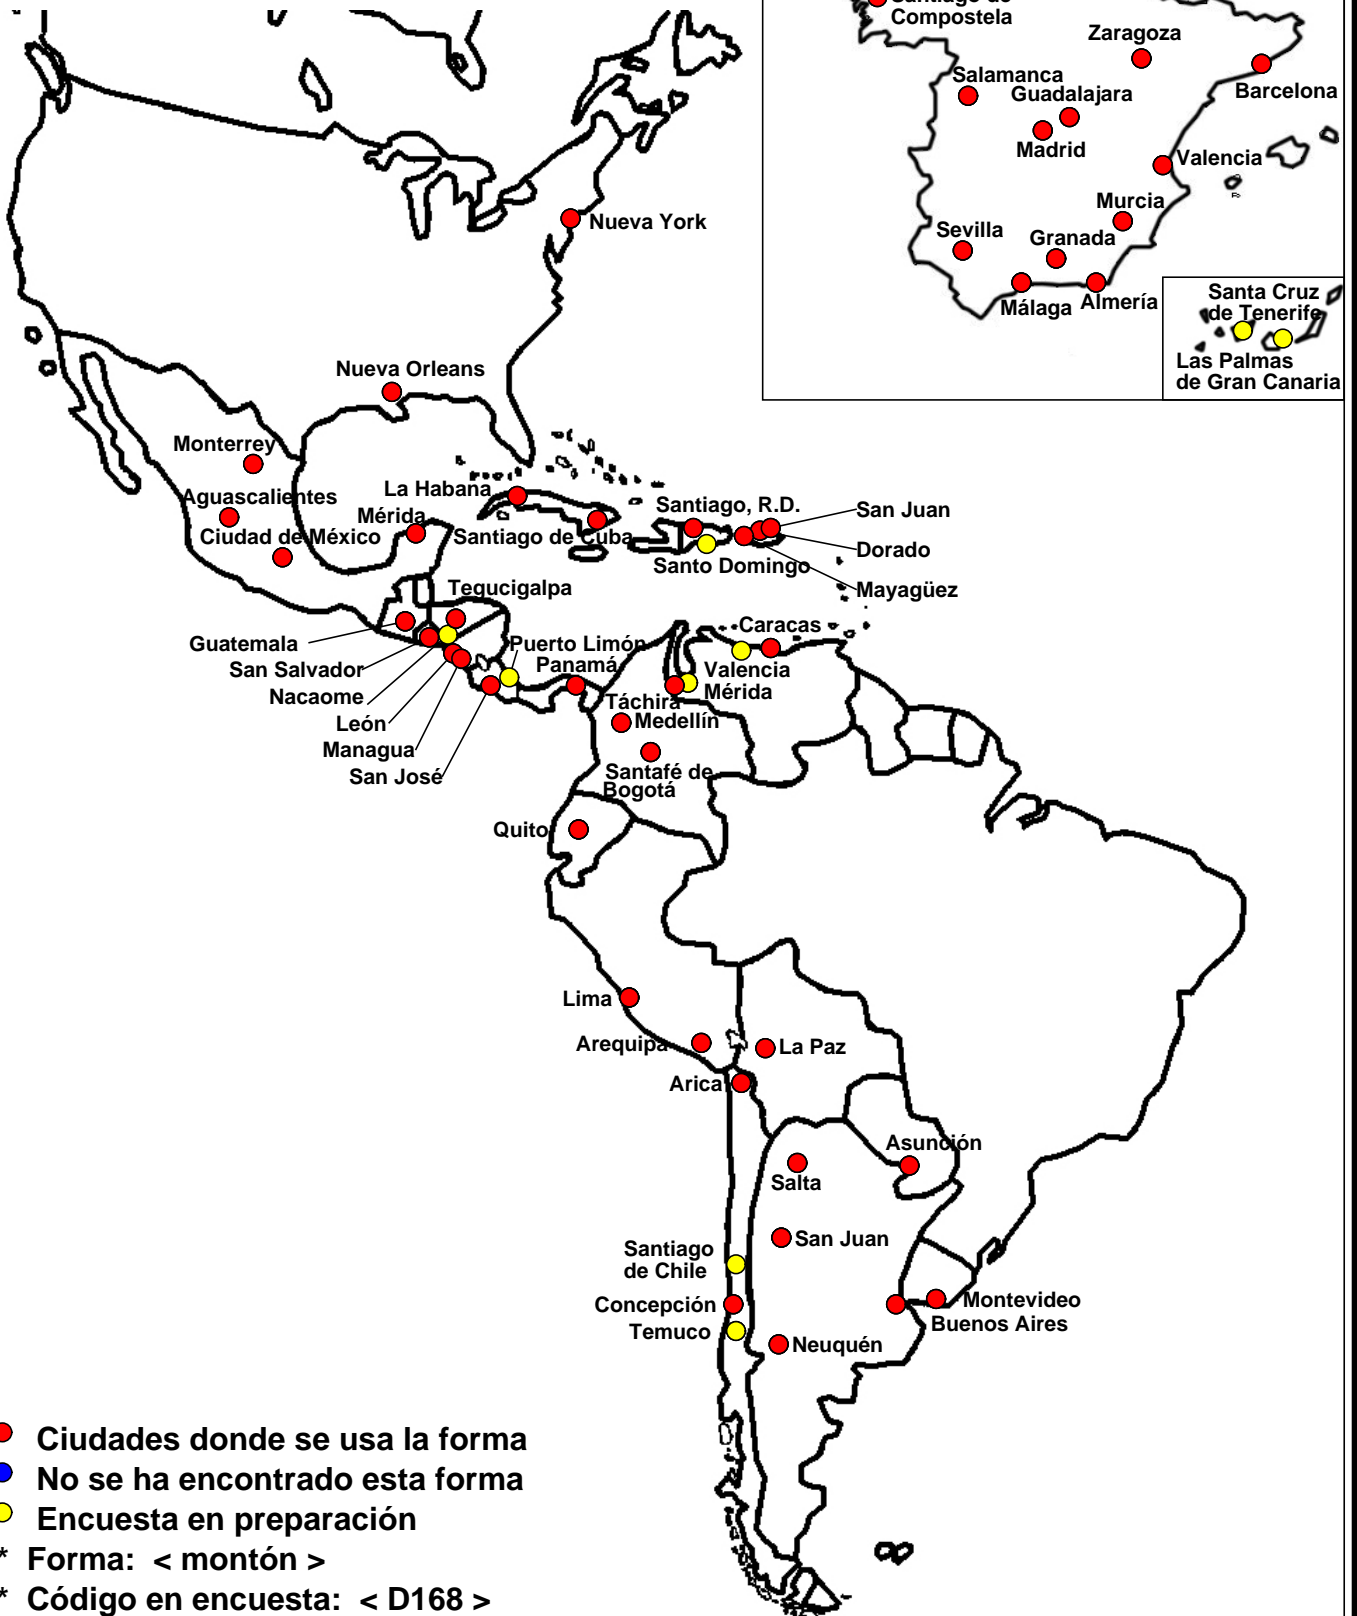 Santiago de
Compostela
Zaragoza
Salamanca
Guadalajara
Barcelona
Madrid
Valencia
Murcia
Nueva York
Sevilla
Granada
Málaga
Almería
Santa Cruz
de Tenerife
Las Palmas
de Gran Canaria
Nueva Orleans
Monterrey
Aguascalientes
La Habana
Mérida
Santiago, R.D.
San Juan
Ciudad de México
Santiago de Cuba
Dorado
Santo Domingo
Tegucigalpa
Mayagüez
Guatemala
Puerto Limón
Caracas
San Salvador
Panamá
Valencia
Nacaome
Mérida
Táchira
León
Medellín
Managua
San José
Santafé de
Bogotá
Quito
Lima
Arequipa
La Paz
Arica
Asunción
Salta
San Juan
Santiago
de Chile
Concepción
Montevideo
Buenos Aires
Temuco
Neuquén
Ciudades donde se usa la forma
No se ha encontrado esta forma
Encuesta en preparación
* Forma: < montón >
* Código en encuesta: < D168 >